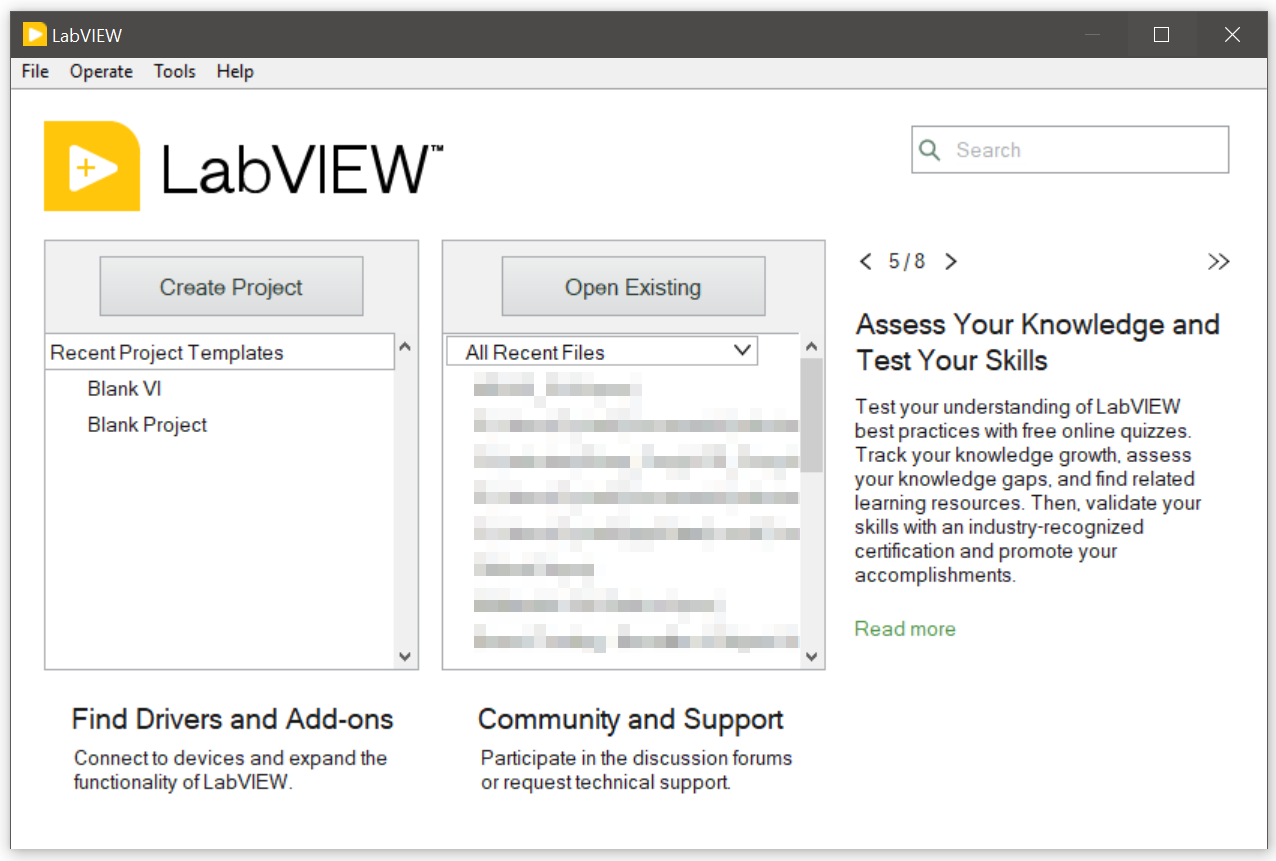 LabVIEW
File Operate Tools Help
LabVIEW™
Search
Create Project
Recent Project Templates
Blank VI
Blank Project
Open Existing
All Recent Files
5/8
Assess Your Knowledge and
Test Your Skills
Test your understanding of LabVIEW
best practices with free online quizzes.
Track your knowledge growth, assess
your knowledge gaps, and find related
learning resources. Then, validate your
skills with an industry-recognized
certification and promote your
accomplishments.
Read more
Find Drivers and Add-ons
Connect to devices and expand the
functionality of LabVIEW.
Community and Support
Participate in the discussion forums
or request technical support.